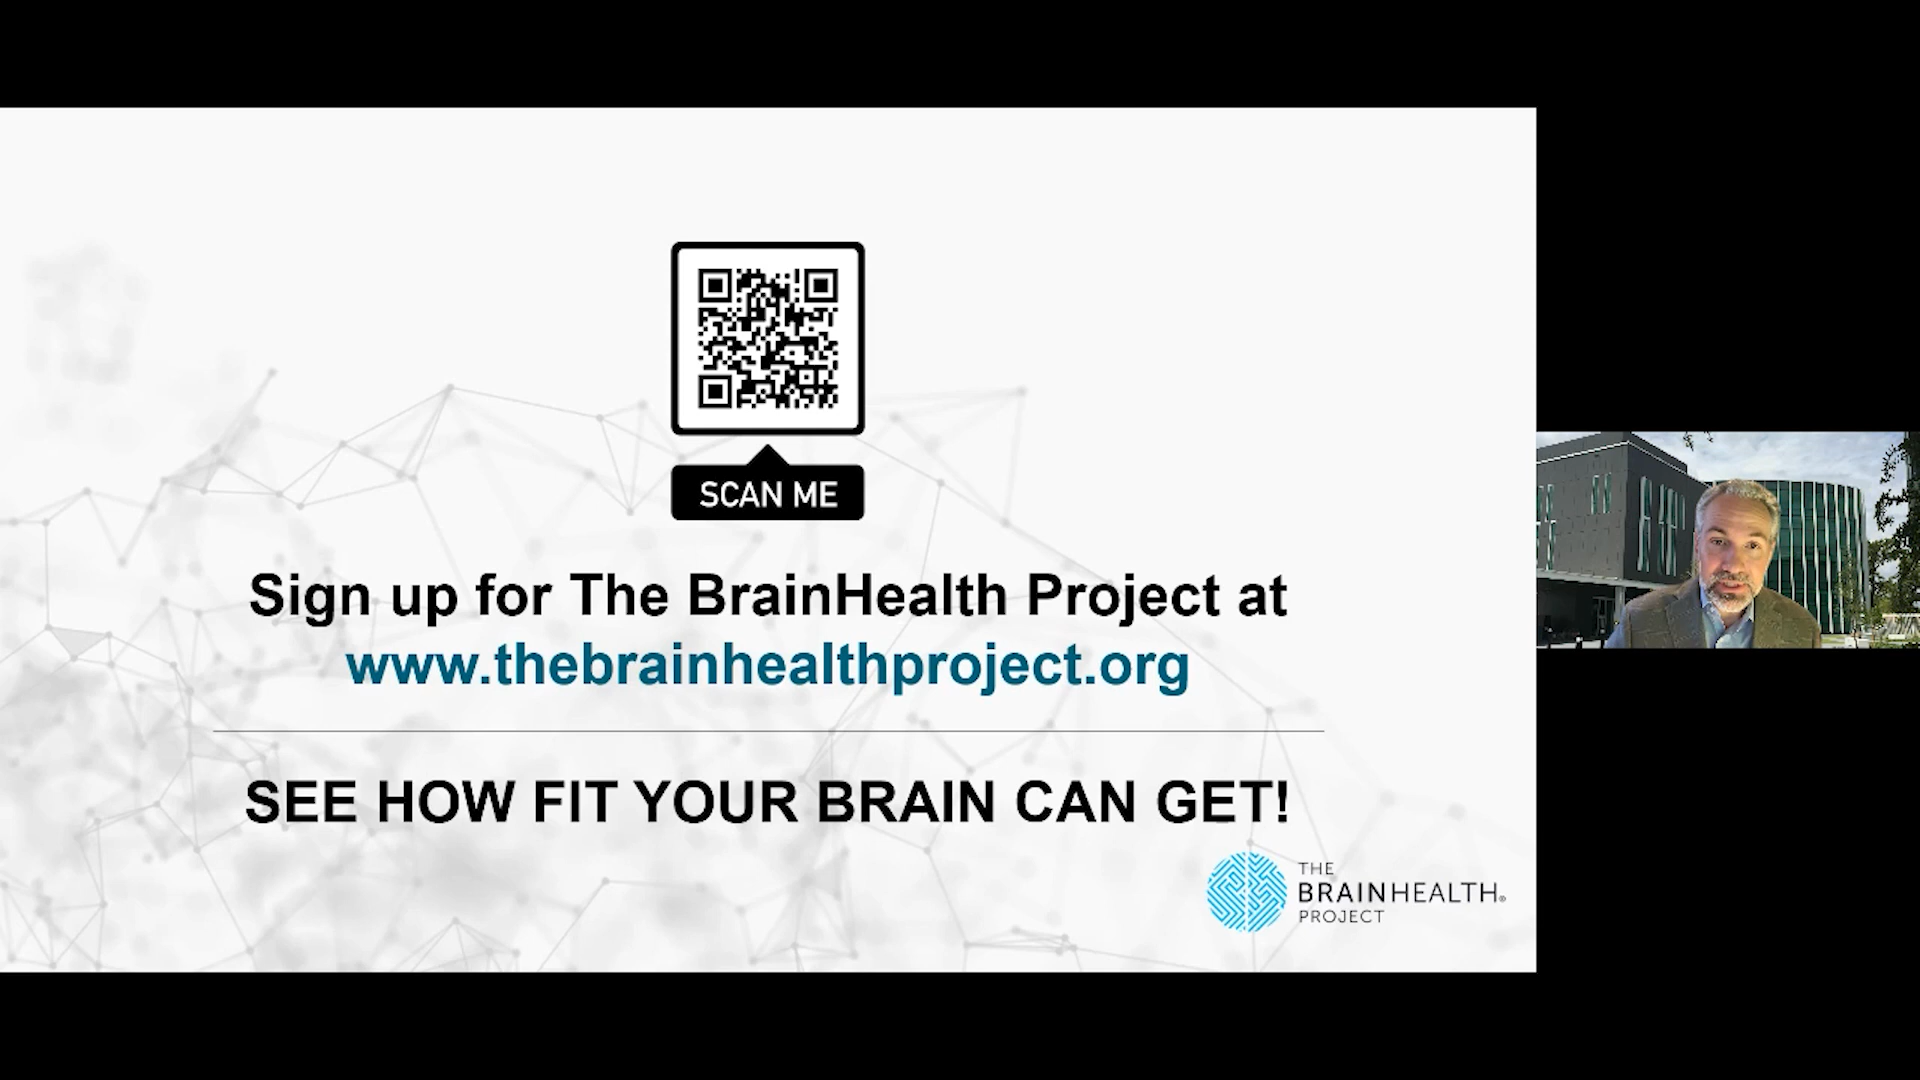 SCAN ME
Sign up for The BrainHealth Project at
www.thebrainhealthproject.org
SEE HOW FIT YOUR BRAIN CAN GET!
THE
BRAINHEALTH®
PROJECT